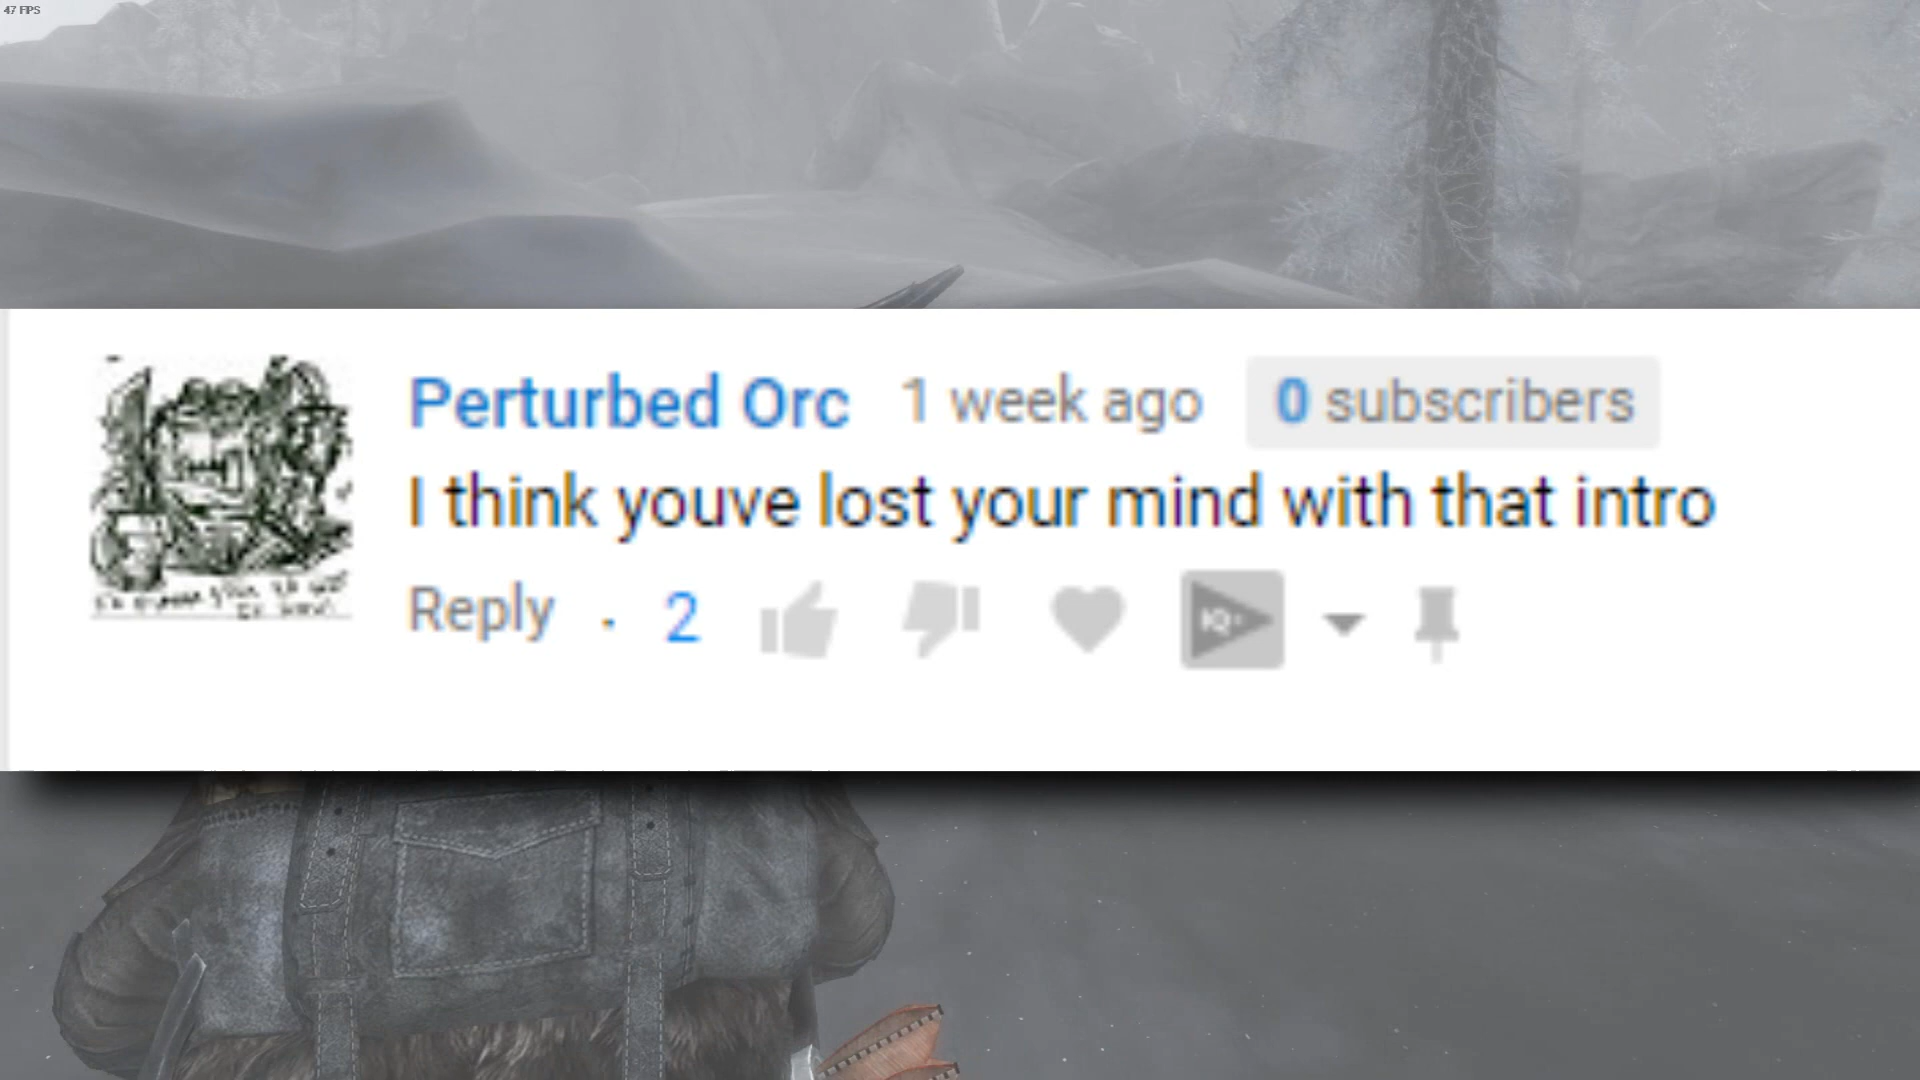 47 FPS
Perturbed Orc 1 week ago 0 subscribers
I think youve lost your mind with that intro
Reply · 2
IQ